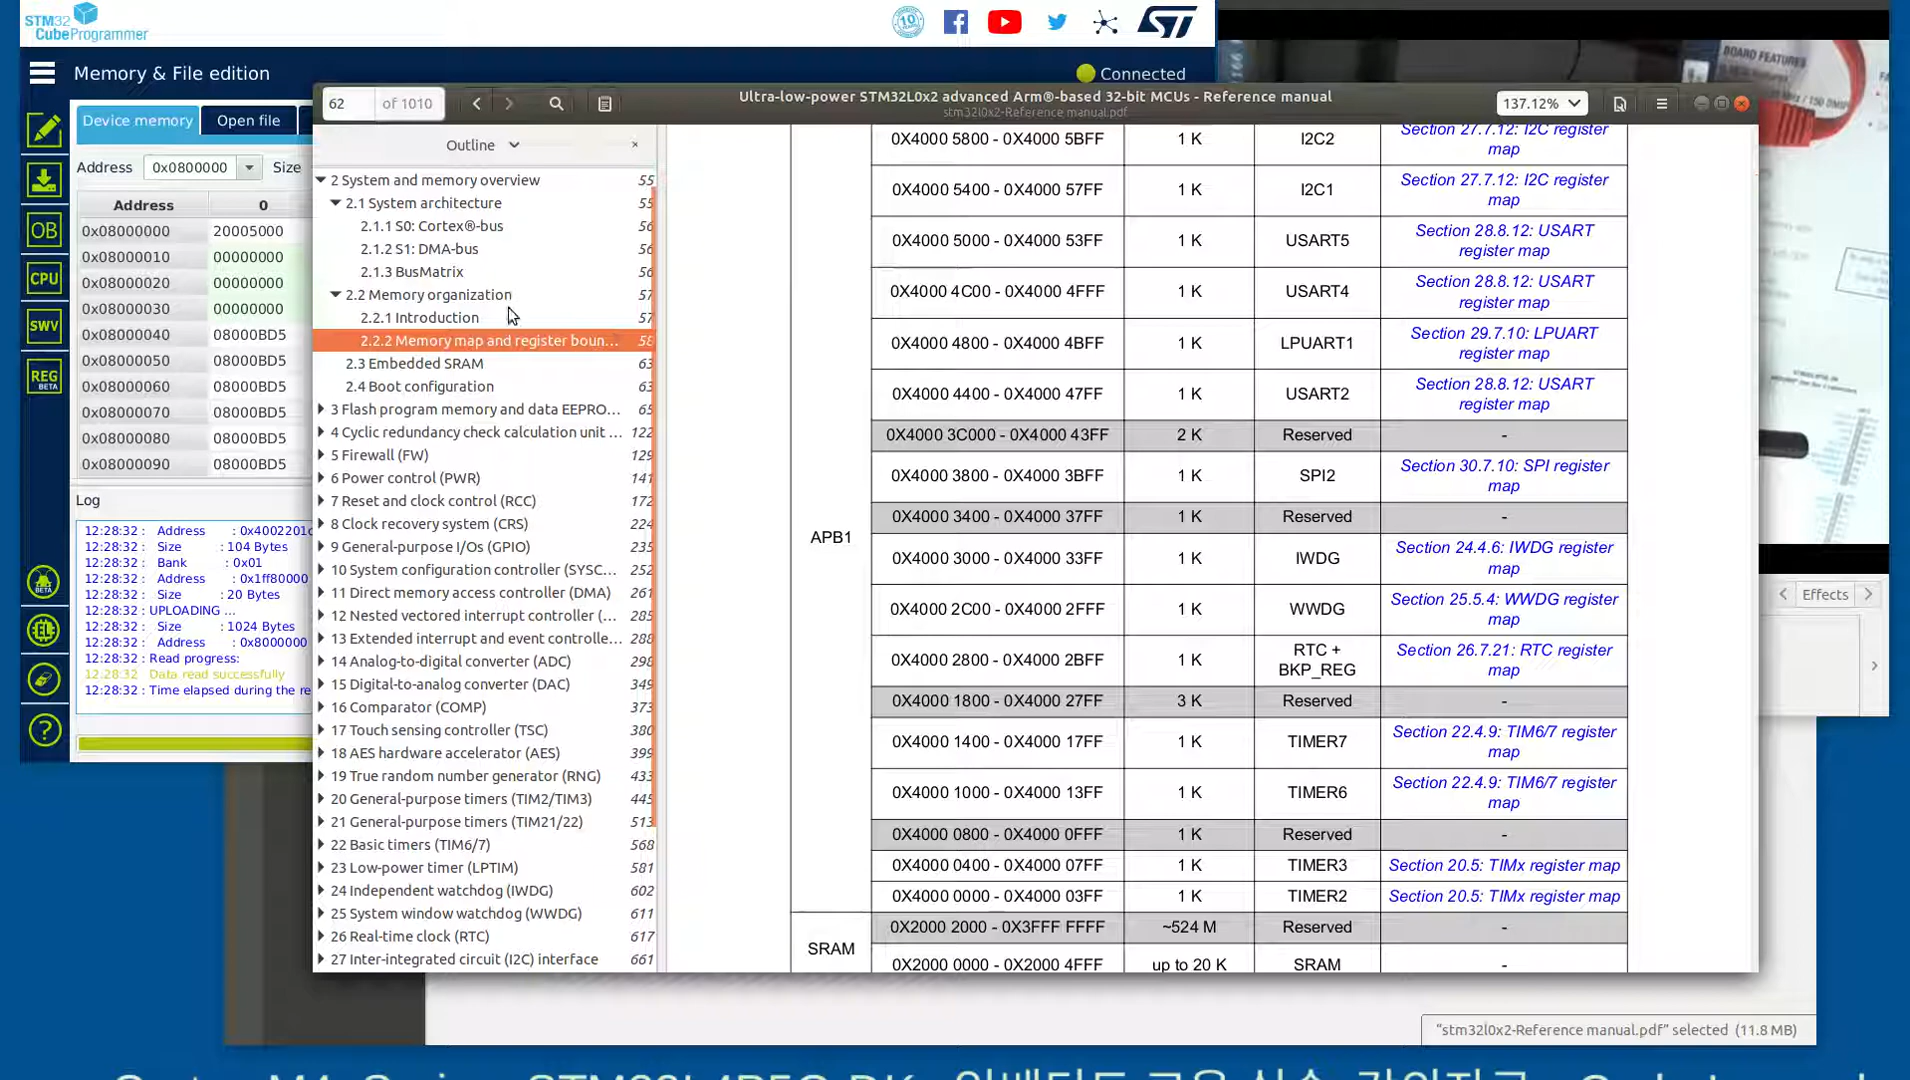 STM32
CubeProgrammer
10
Memory & File edition
Connected
Device memory
Open file
Address 0x0800000 Size
Address 0
0x08000000 20005000
0x08000010 00000000
0x08000020 00000000
0x08000030 00000000
0x08000040 08000BD5
0x08000050 08000BD5
0x08000060 08000BD5
0x08000070 08000BD5
0x08000080 08000BD5
0x08000090 08000BD5
OB
CPU
SWV
REG
BETA
BETA
Log
12:28:32 : Address : 0x4002201c
12:28:32 : Size : 104 Bytes
12:28:32 : Bank : 0x01
12:28:32 : Address : 0x1ff80000
12:28:32 : Size : 20 Bytes
12:28:32 : UPLOADING ...
12:28:32 : Size : 1024 Bytes
12:28:32 : Address : 0x8000000
12:28:32 : Read progress:
12:28:32 : Data read successfully
12:28:32 : Time elapsed during the re
62 of 1010
Ultra-low-power STM32L0x2 advanced Arm®-based 32-bit MCUs - Reference manual
stm32l0x2-Reference manual.pdf
137.12%
Outline
2 System and memory overview 55
2.1 System architecture 55
2.1.1 S0: Cortex®-bus 56
2.1.2 S1: DMA-bus 56
2.1.3 BusMatrix 56
2.2 Memory organization 57
2.2.1 Introduction 57
2.2.2 Memory map and register boun... 58
2.3 Embedded SRAM 63
2.4 Boot configuration 63
3 Flash program memory and data EEPRO... 65
4 Cyclic redundancy check calculation unit ... 122
5 Firewall (FW) 129
6 Power control (PWR) 141
7 Reset and clock control (RCC) 172
8 Clock recovery system (CRS) 224
9 General-purpose I/Os (GPIO) 235
10 System configuration controller (SYSC... 252
11 Direct memory access controller (DMA) 261
12 Nested vectored interrupt controller (... 285
13 Extended interrupt and event controlle... 288
14 Analog-to-digital converter (ADC) 298
15 Digital-to-analog converter (DAC) 349
16 Comparator (COMP) 373
17 Touch sensing controller (TSC) 380
18 AES hardware accelerator (AES) 399
19 True random number generator (RNG) 433
20 General-purpose timers (TIM2/TIM3) 445
21 General-purpose timers (TIM21/22) 513
22 Basic timers (TIM6/7) 568
23 Low-power timer (LPTIM) 581
24 Independent watchdog (IWDG) 602
25 System window watchdog (WWDG) 611
26 Real-time clock (RTC) 617
27 Inter-integrated circuit (I2C) interface 661
APB1
0X4000 5800 - 0X4000 5BFF 1 K I2C2 Section 27.7.12: I2C register
map
0X4000 5400 - 0X4000 57FF 1 K I2C1 Section 27.7.12: I2C register
map
0X4000 5000 - 0X4000 53FF 1 K USART5 Section 28.8.12: USART
register map
0X4000 4C00 - 0X4000 4FFF 1 K USART4 Section 28.8.12: USART
register map
0X4000 4800 - 0X4000 4BFF 1 K LPUART1 Section 29.7.10: LPUART
register map
0X4000 4400 - 0X4000 47FF 1 K USART2 Section 28.8.12: USART
register map
0X4000 3C000 - 0X4000 43FF 2 K Reserved -
0X4000 3800 - 0X4000 3BFF 1 K SPI2 Section 30.7.10: SPI register
map
0X4000 3400 - 0X4000 37FF 1 K Reserved -
0X4000 3000 - 0X4000 33FF 1 K IWDG Section 24.4.6: IWDG register
map
0X4000 2C00 - 0X4000 2FFF 1 K WWDG Section 25.5.4: WWDG register
map
0X4000 2800 - 0X4000 2BFF 1 K RTC + BKP_REG Section 26.7.21: RTC register
map
0X4000 1800 - 0X4000 27FF 3 K Reserved -
0X4000 1400 - 0X4000 17FF 1 K TIMER7 Section 22.4.9: TIM6/7 register
map
0X4000 1000 - 0X4000 13FF 1 K TIMER6 Section 22.4.9: TIM6/7 register
map
0X4000 0800 - 0X4000 0FFF 1 K Reserved -
0X4000 0400 - 0X4000 07FF 1 K TIMER3 Section 20.5: TIMx register map
0X4000 0000 - 0X4000 03FF 1 K TIMER2 Section 20.5: TIMx register map
SRAM
0X2000 2000 - 0X3FFF FFFF ~524 M Reserved -
0X2000 0000 - 0X2000 4FFF up to 20 K SRAM -
BOARD FEATURES
Effects
"stm32l0x2-Reference manual.pdf" selected (11.8 MB)